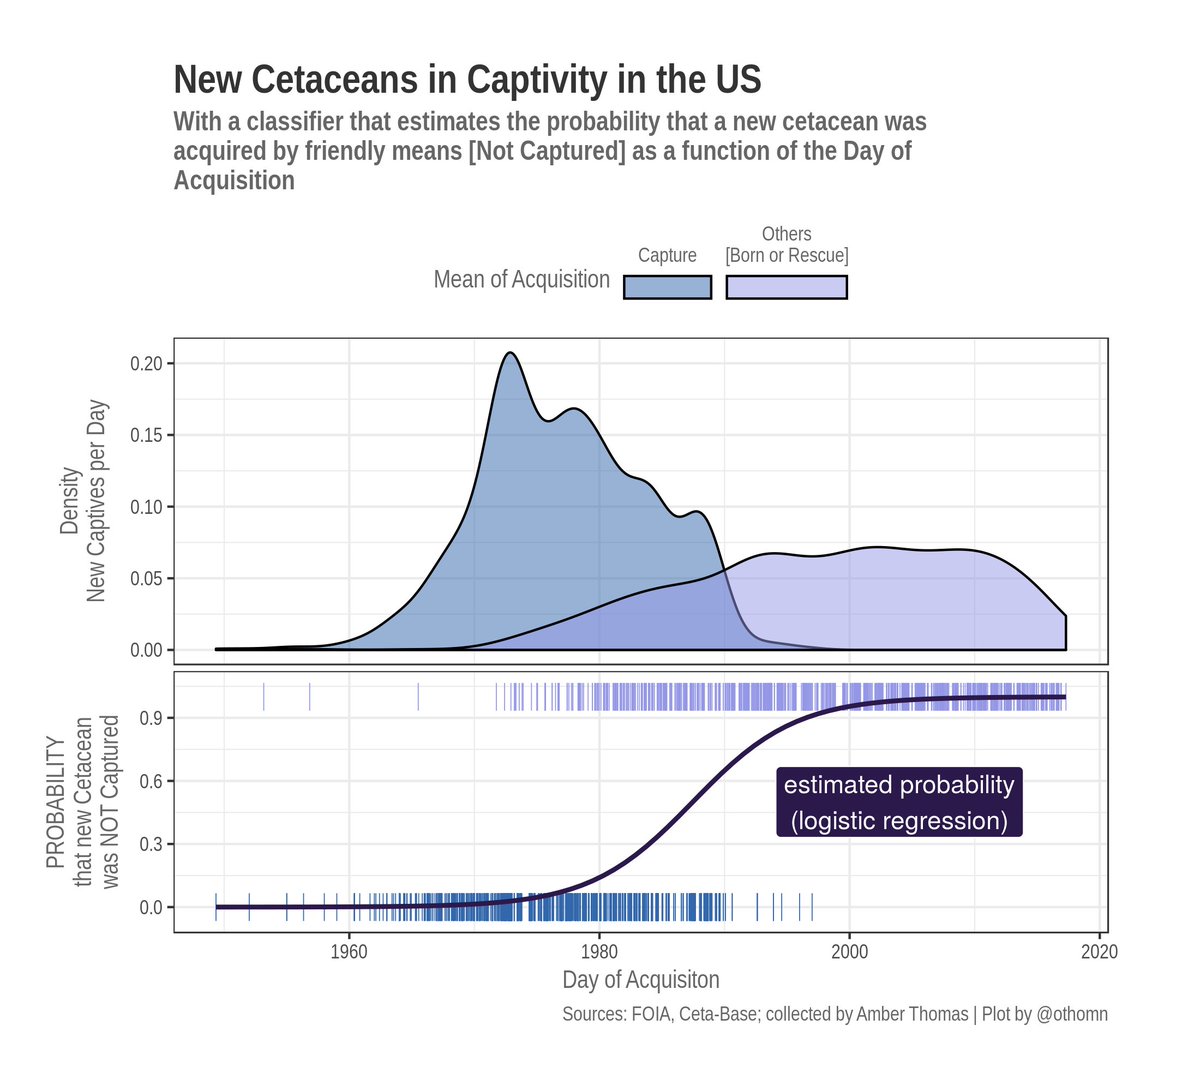 New Cetaceans in Captivity in the US
With a classifier that estimates the probability that a new cetacean was
acquired by friendly means [Not Captured] as a function of the Day of
Acquisition
Mean of Acquisition
Capture
Others
[Born or Rescue]
Density
New Captives per Day
0.20
0.15
0.10
0.05
0.00
PROBABILITY
that new Cetacean
was NOT Captured
0.9
0.6
0.3
0.0
estimated probability
(logistic regression)
1960
1980
2000
2020
Day of Acquisiton
Sources: FOIA, Ceta-Base; collected by Amber Thomas | Plot by @othomn